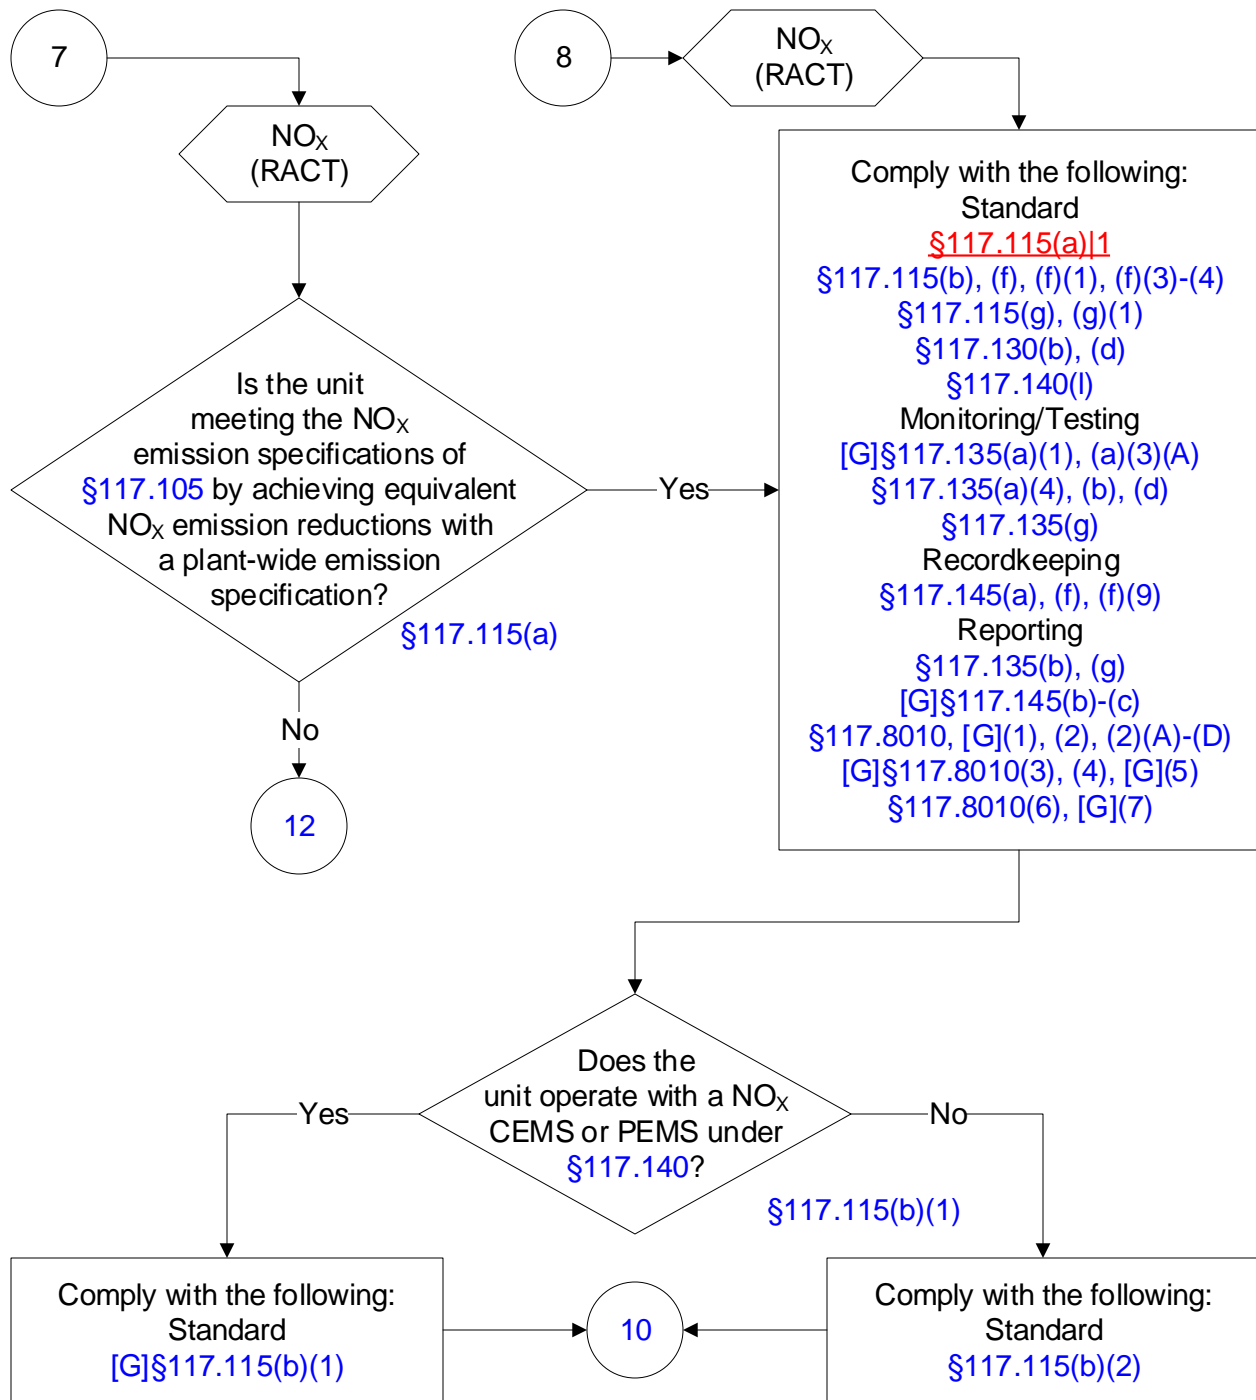 7
NOX
(RACT)
8
NOX
(RACT)
Is the unit
meeting the NOX
emission specifications of
§117.105 by achieving equivalent
NOX emission reductions with
a plant-wide emission
specification?
§117.115(a)
Yes
No
12
Comply with the following:
Standard
§117.115(a)|1
§117.115(b), (f), (f)(1), (f)(3)-(4)
§117.115(g), (g)(1)
§117.130(b), (d)
§117.140(l)
Monitoring/Testing
[G]§117.135(a)(1), (a)(3)(A)
§117.135(a)(4), (b), (d)
§117.135(g)
Recordkeeping
§117.145(a), (f), (f)(9)
Reporting
§117.135(b), (g)
[G]§117.145(b)-(c)
§117.8010, [G](1), (2), (2)(A)-(D)
[G]§117.8010(3), (4), [G](5)
§117.8010(6), [G](7)
Does the
unit operate with a NOX
CEMS or PEMS under
§117.140?
§117.115(b)(1)
Yes
No
Comply with the following:
Standard
[G]§117.115(b)(1)
10
Comply with the following:
Standard
§117.115(b)(2)